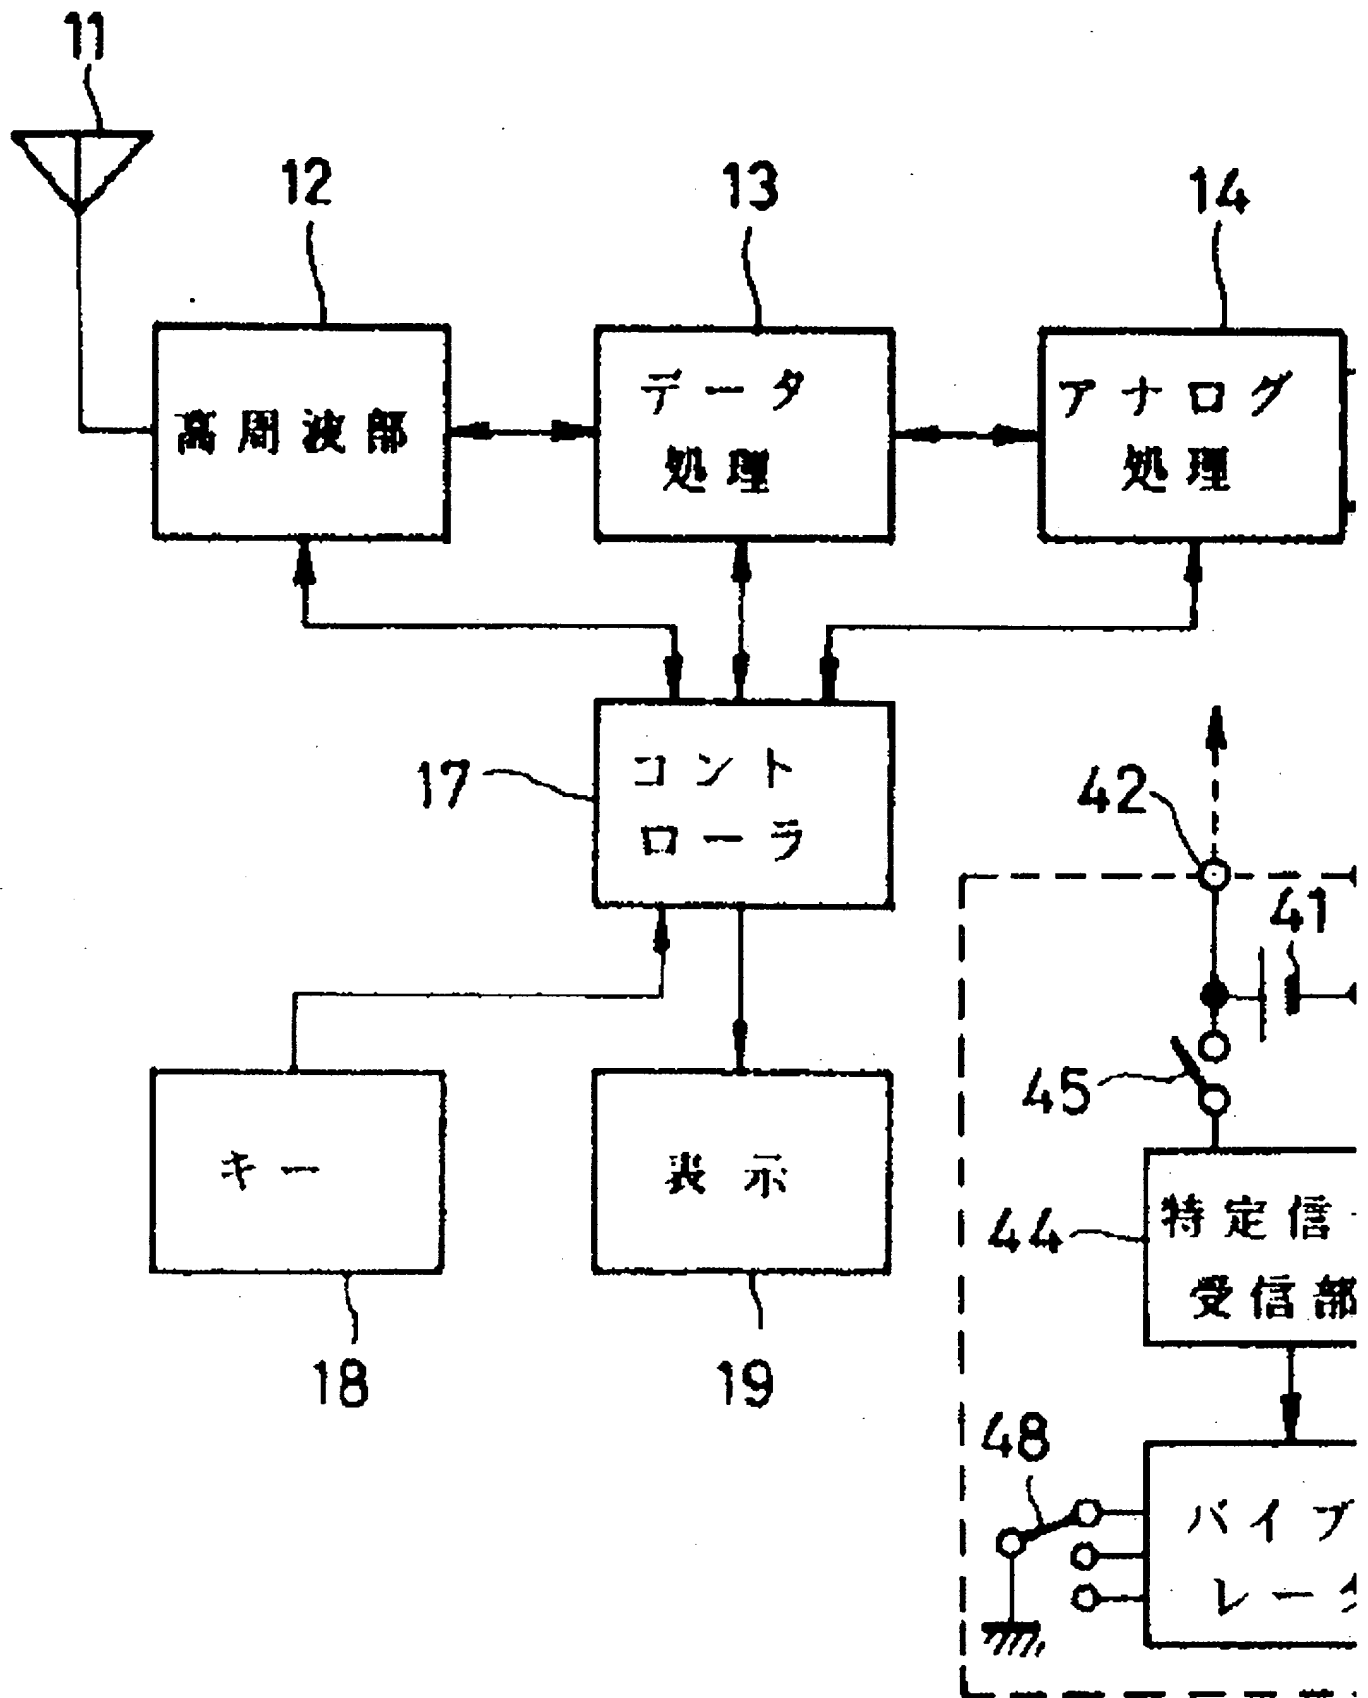 11
12
13
14
高周波部
データ
処理
アナログ
処理
17
コント
ローラ
42
41
45
キー
表示
44
特定信
受信部
18
19
48
バイブ
レータ